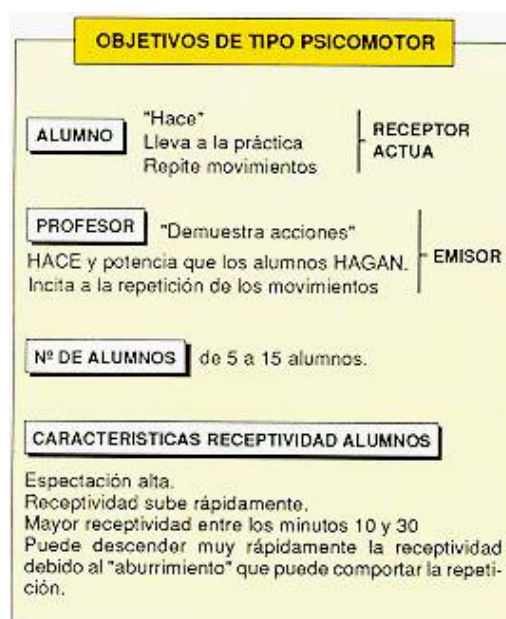 OBJETIVOS DE TIPO PSICOMOTOR
ALUMNO
"Hace"
Lleva a la práctica
Repite movimientos
RECEPTOR
ACTUA
PROFESOR "Demuestra acciones"
HACE y potencia que los alumnos HAGAN.
Incita a la repetición de los movimientos
EMISOR
Nº DE ALUMNOS de 5 a 15 alumnos.
CARACTERISTICAS RECEPTIVIDAD ALUMNOS
Espectación alta.
Receptividad sube rápidamente.
Mayor receptividad entre los minutos 10 y 30
Puede descender muy rápidamente la receptividad
debido al "aburrimiento" que puede comportar la repeti-
ción.